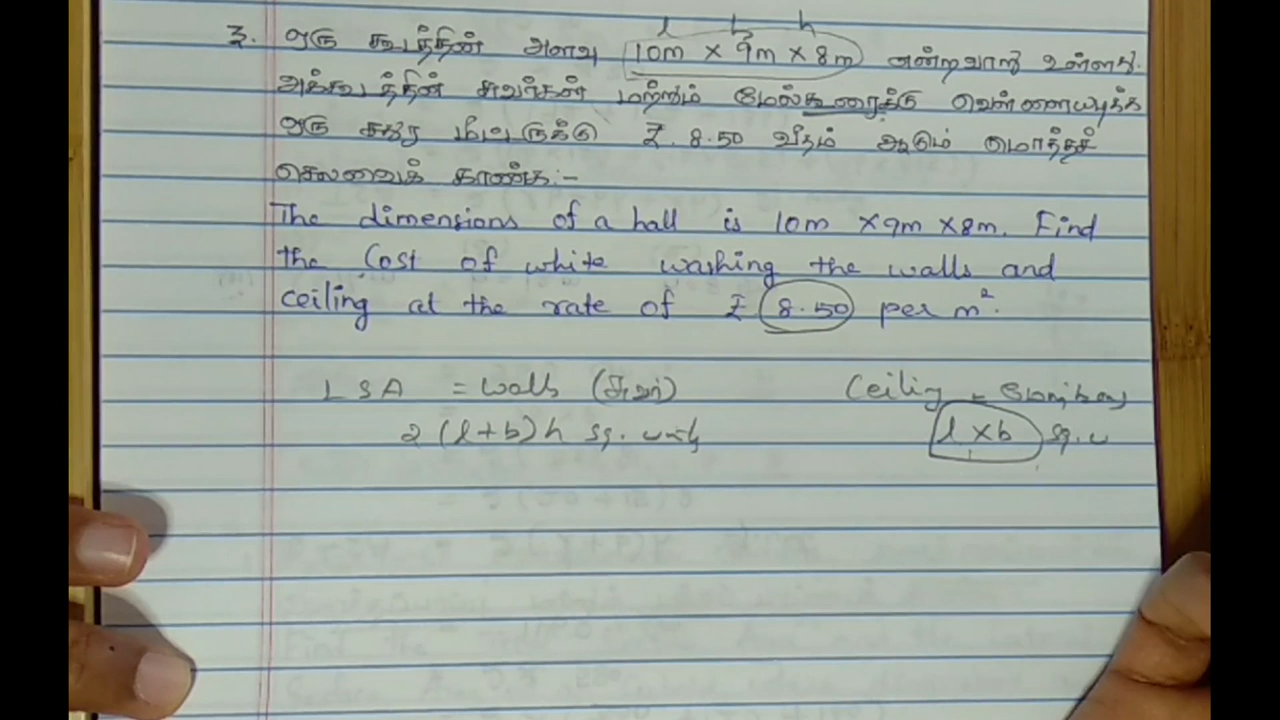 l b h
3. ஒரு கூடத்தின் அளவு 10m × 9m × 8m என்றவாறு உள்ளது.
அக்கூடத்தின் சுவர்கள் மற்றும் மேல்கூரைக்கு வெள்ளையடிக்க
ஒரு சதுர மீட்டருக்கு ₹. 8.50 வீதம் ஆகும் மொத்தச்
செலவைக் காண்க:-
The dimensions of a hall is 10m ×9m ×8m. Find
the Cost of white washing the walls and
ceiling at the rate of ₹ 8.50 per m².
LSA = walls (சுவர்) Ceiling =
2 (l+b) h sq. units l × b sq. u